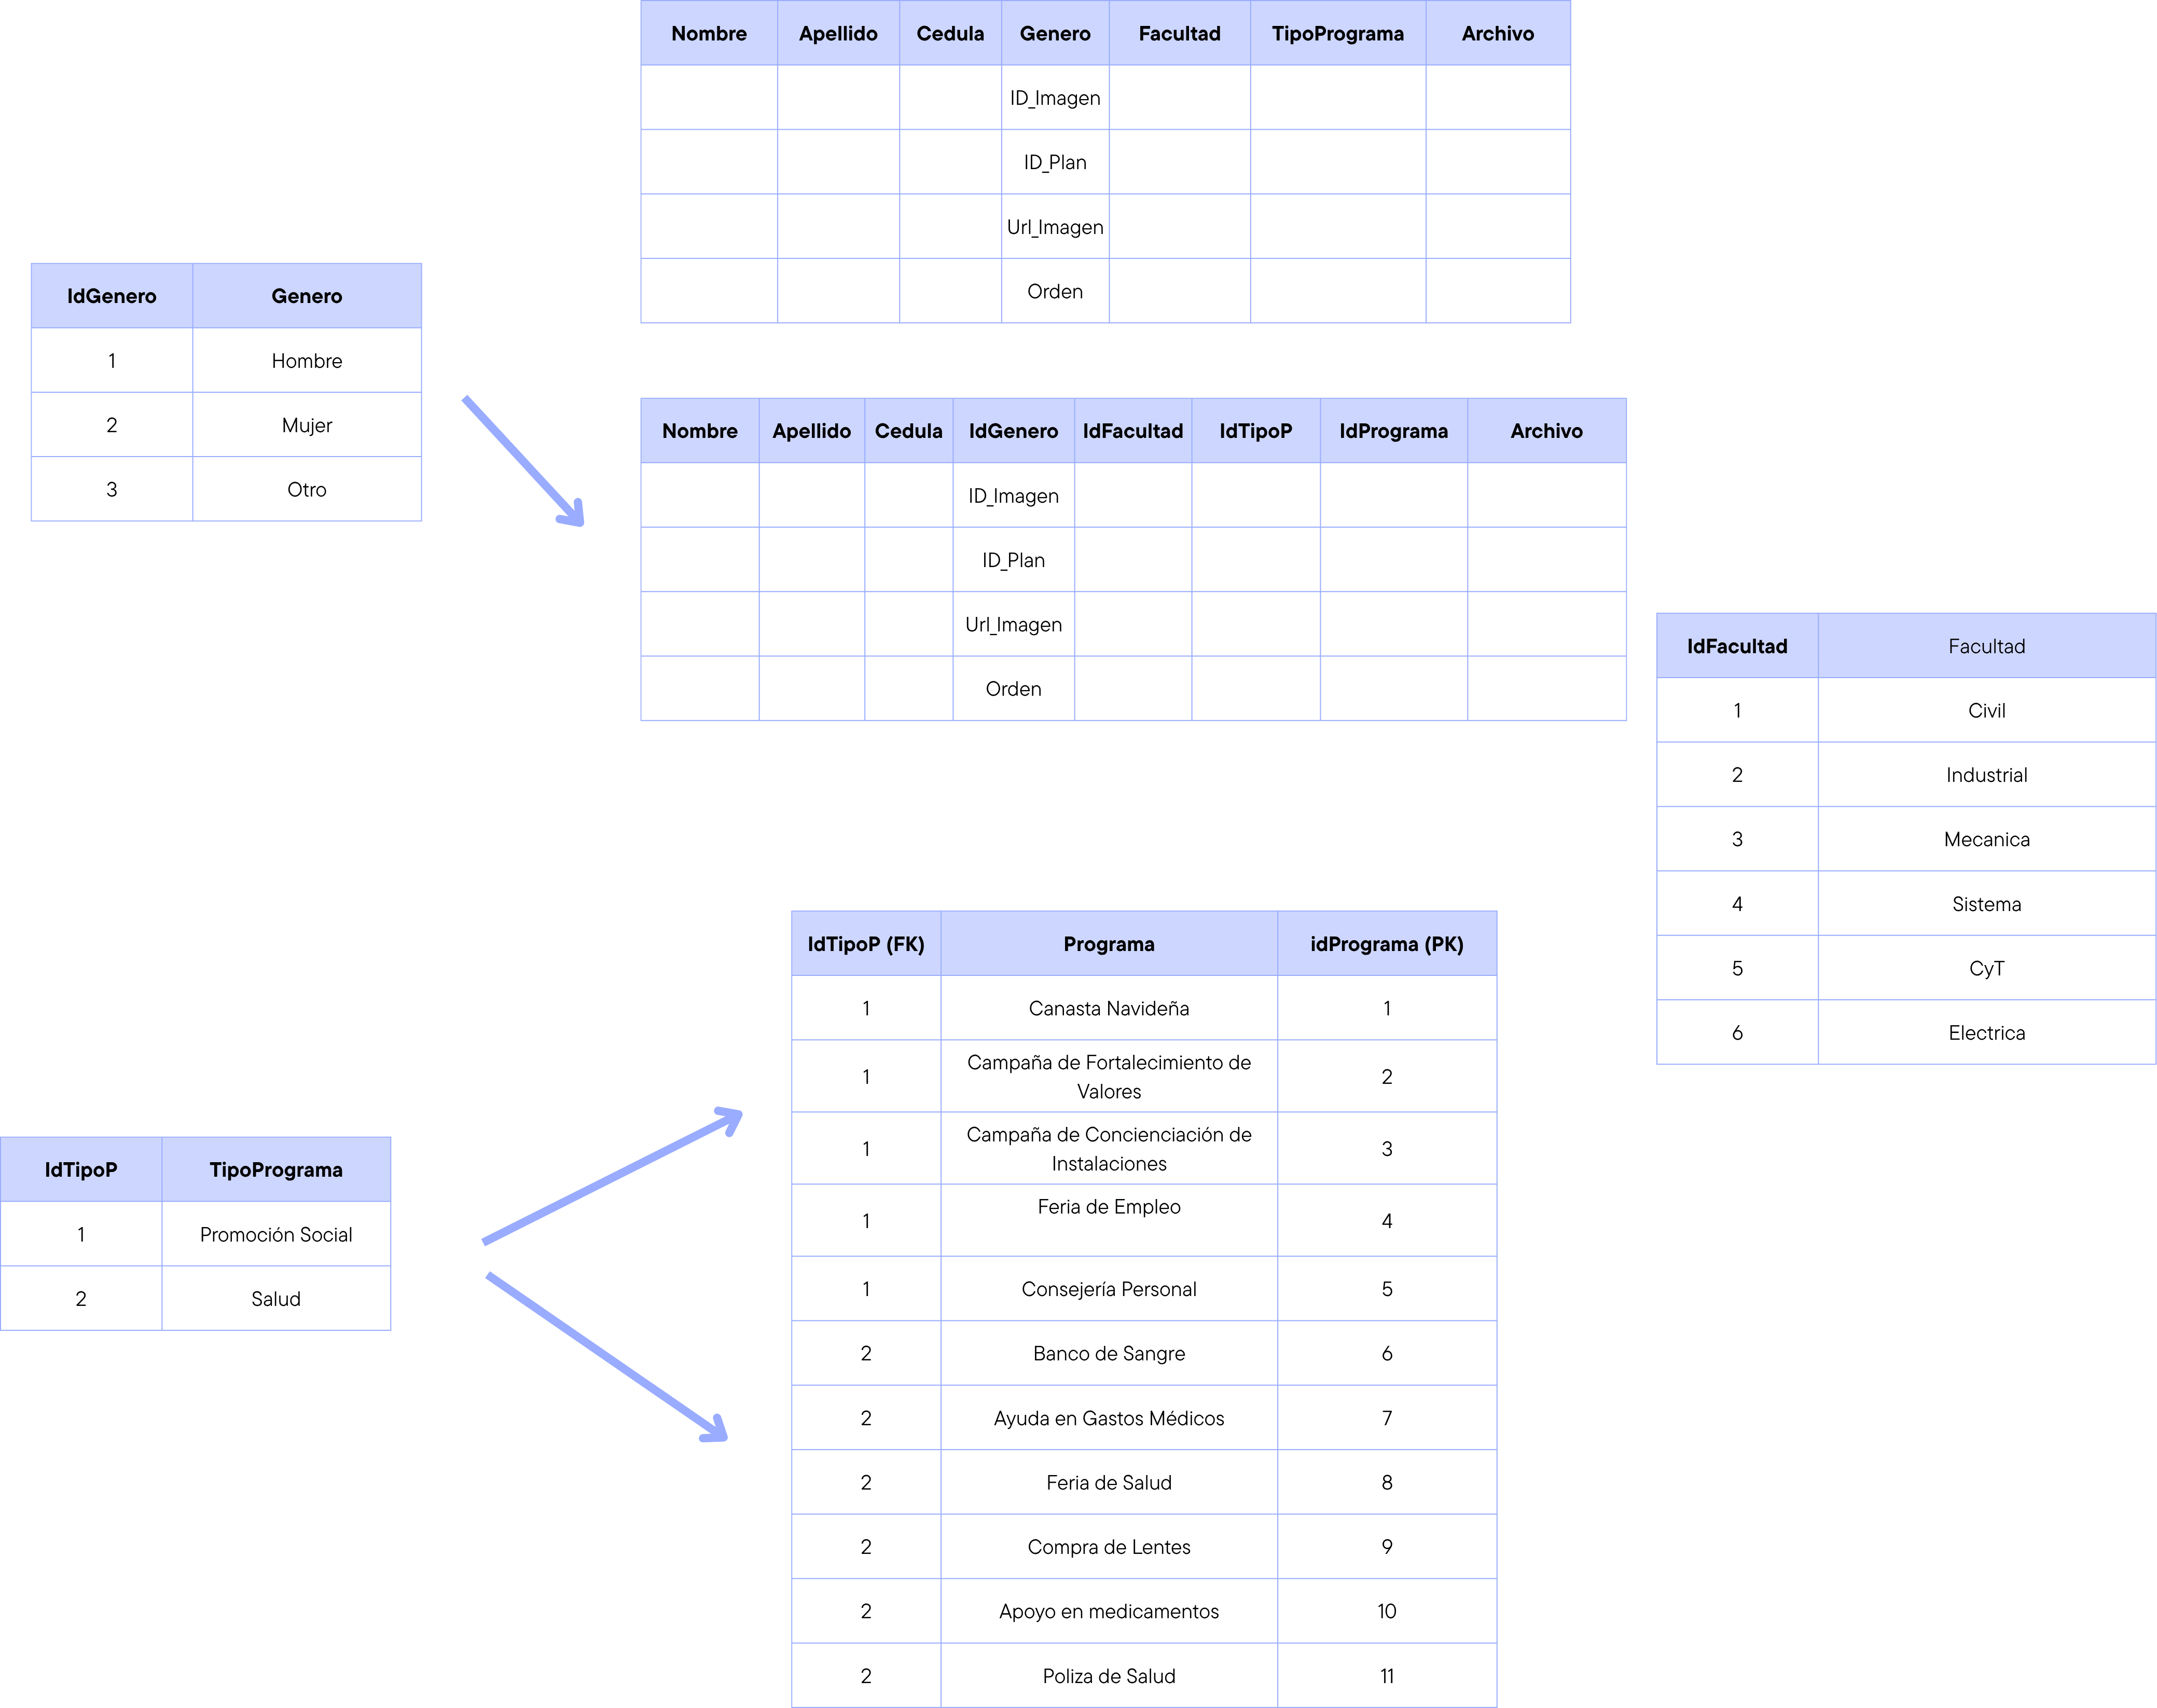 Nombre Apellido Cedula Genero Facultad TipoPrograma Archivo
ID_Imagen
ID_Plan
Url_Imagen
Orden
IdGenero Genero
1 Hombre
2 Mujer
3 Otro
Nombre Apellido Cedula IdGenero IdFacultad IdTipoP IdPrograma Archivo
ID_Imagen
ID_Plan
Url_Imagen
Orden
IdFacultad Facultad
1 Civil
2 Industrial
3 Mecanica
4 Sistema
5 CyT
6 Electrica
IdTipoP (FK) Programa idPrograma (PK)
1 Canasta Navideña 1
1 Campaña de Fortalecimiento de
Valores 2
1 Campaña de Concienciación de
Instalaciones 3
1 Feria de Empleo 4
1 Consejería Personal 5
2 Banco de Sangre 6
2 Ayuda en Gastos Médicos 7
2 Feria de Salud 8
2 Compra de Lentes 9
2 Apoyo en medicamentos 10
2 Poliza de Salud 11
IdTipoP TipoPrograma
1 Promoción Social
2 Salud